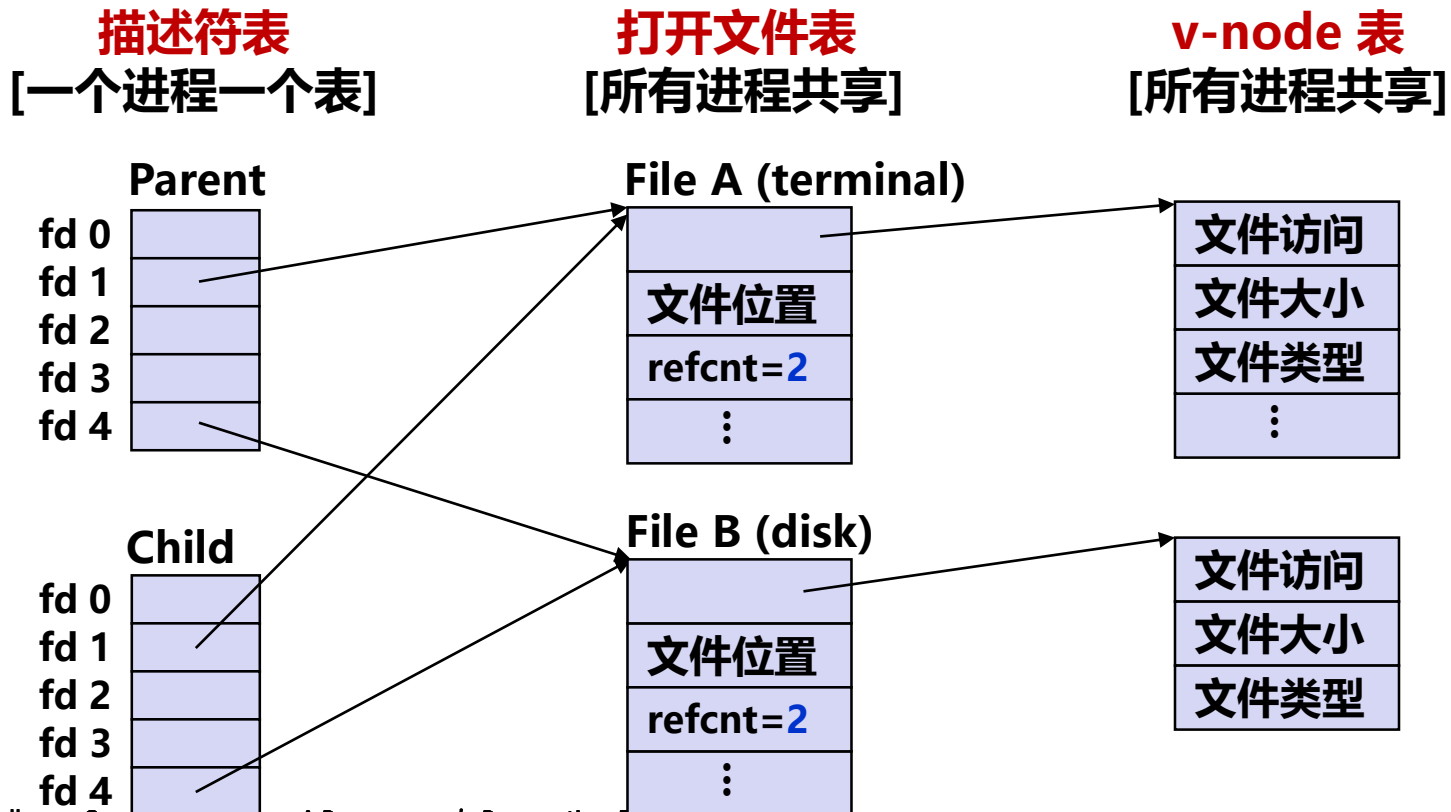 描述符表
[一个进程一个表]
打开文件表
[所有进程共享]
v-node 表
[所有进程共享]
Parent
fd 0
fd 1
fd 2
fd 3
fd 4
Child
fd 0
fd 1
fd 2
fd 3
fd 4
File A (terminal)
文件位置
refcnt=2
⋮
File B (disk)
文件位置
refcnt=2
⋮
文件访问
文件大小
文件类型
⋮
文件访问
文件大小
文件类型